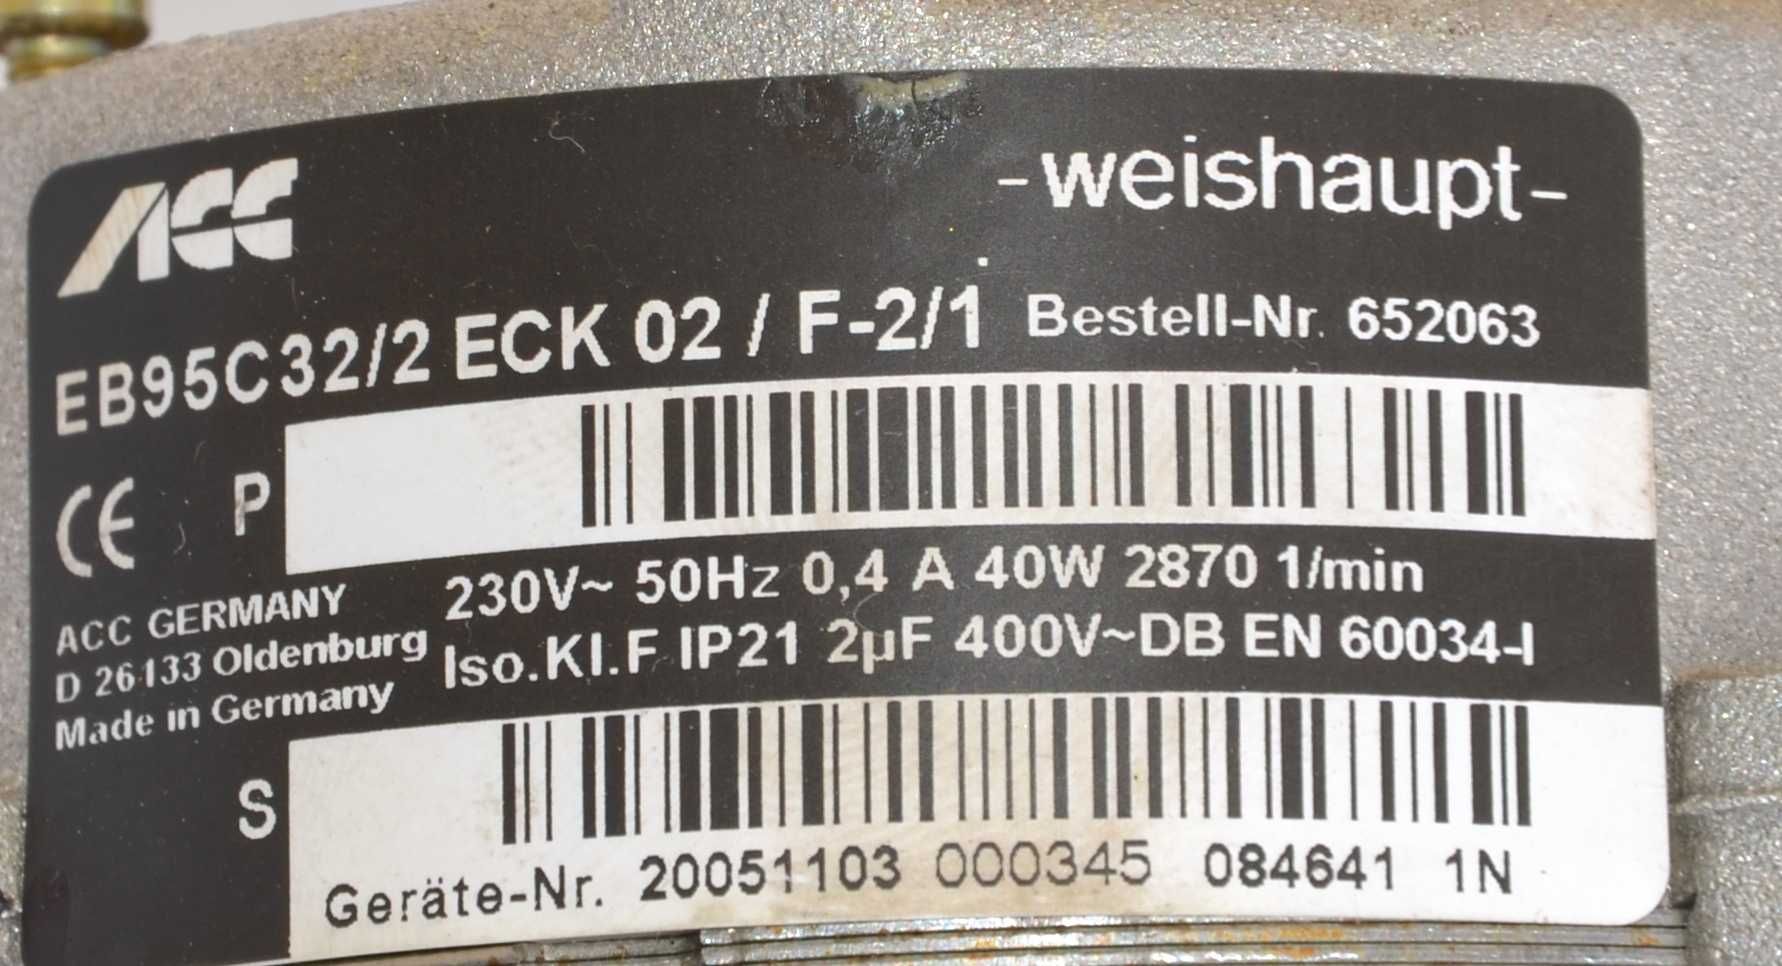 ACC
-weishaupt-
EB95C32/2 ECK 02 / F-2/1 Bestell-Nr. 652063
CE P
230V~ 50Hz 0,4 A 40W 2870 1/min
Iso.Kl.F IP21 2µF 400V~DB EN 60034-I
ACC GERMANY
D 26133 Oldenburg
Made in Germany
S
Geräte-Nr. 20051103 000345 084641 1N